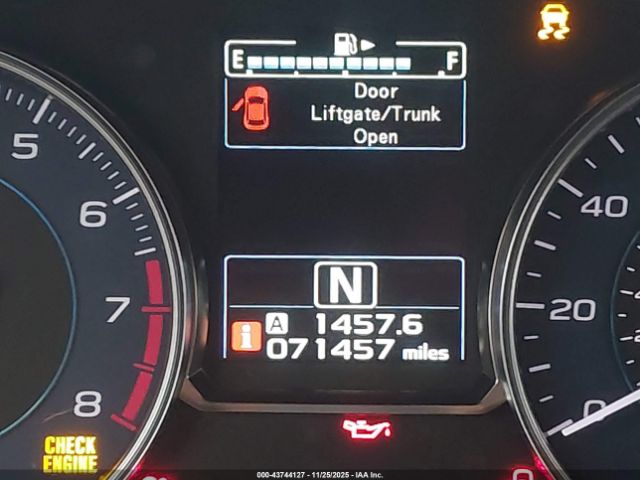 E F
Door
Liftgate/Trunk
Open
5
6
7
8
40
20
0
N
A 1457.6
i 071457 miles
CHECK
ENGINE
000-43744127 - 11/25/2025 - IAA Inc.